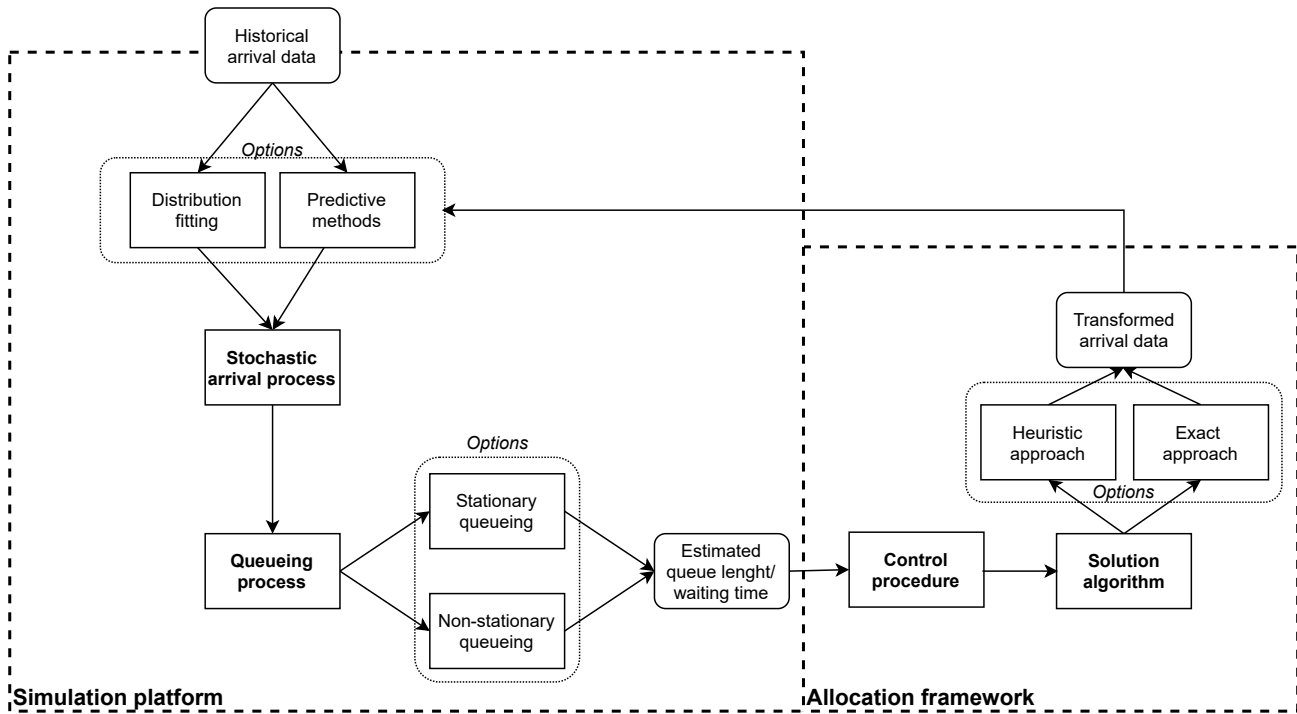 Historical
arrival data
Options
Distribution
fitting
Predictive
methods
Stochastic
arrival process
Queueing
process
Options
Stationary
queueing
Non-stationary
queueing
Estimated
queue lenght/
waiting time
Simulation platform
Transformed
arrival data
Heuristic
approach
Exact
approach
Options
Control
procedure
Solution
algorithm
Allocation framework